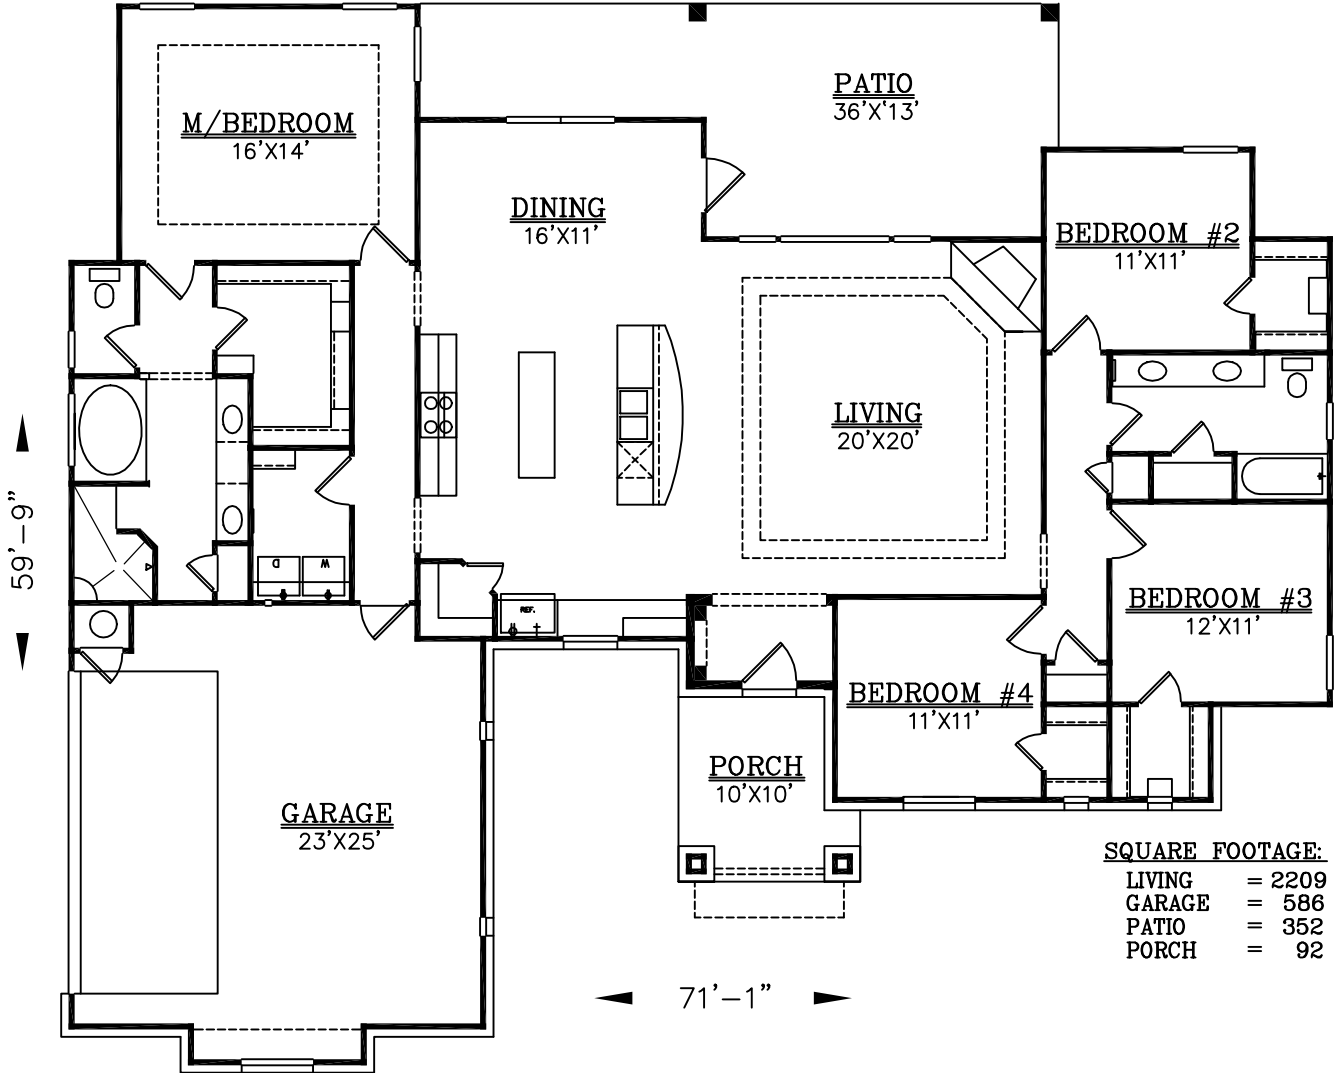 PATIO
36'X'13'
M/BEDROOM
16'X14'
DINING
16'X11'
BEDROOM #2
11'X11'
LIVING
20'X20'
59'-9"
D
W
REF.
BEDROOM #3
12'X11'
BEDROOM #4
11'X11'
PORCH
10'X10'
GARAGE
23'X25'
SQUARE FOOTAGE:
LIVING = 2209
GARAGE = 586
PATIO = 352
PORCH = 92
71'-1"